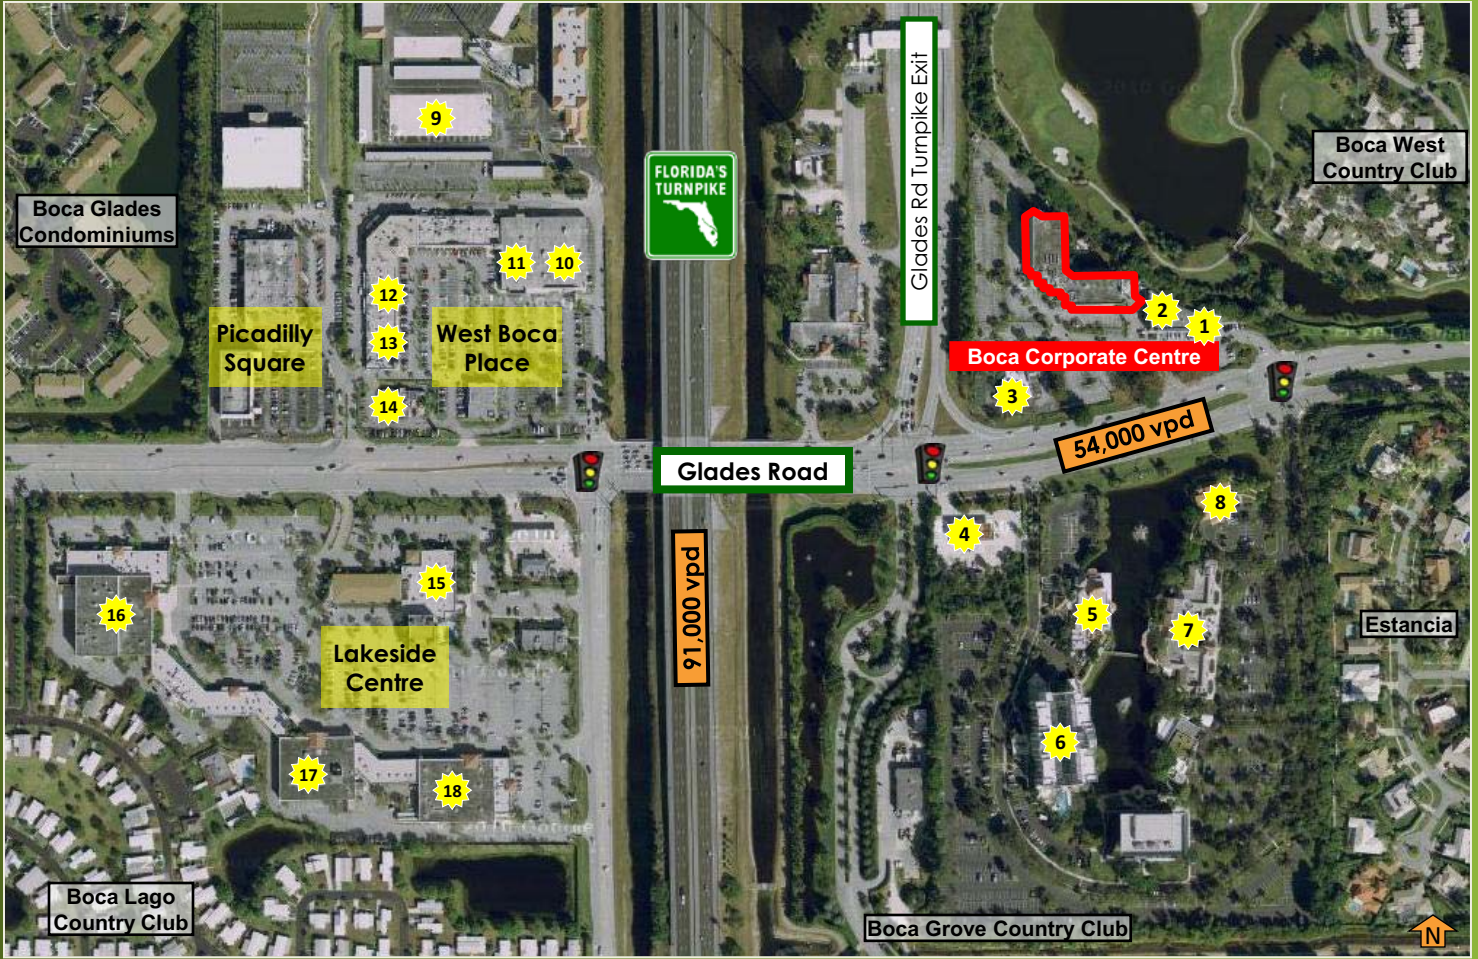 9
Glades Rd Turnpike Exit
Boca West
Country Club
FLORIDA'S
TURNPIKE
Boca Glades
Condominiums
11
10
12
13
14
Picadilly
Square
West Boca
Place
2
1
Boca Corporate Centre
3
54,000 vpd
Glades Road
8
4
91,000 vpd
15
16
5
7
Estancia
Lakeside
Centre
6
17
18
Boca Lago
Country Club
Boca Grove Country Club
N